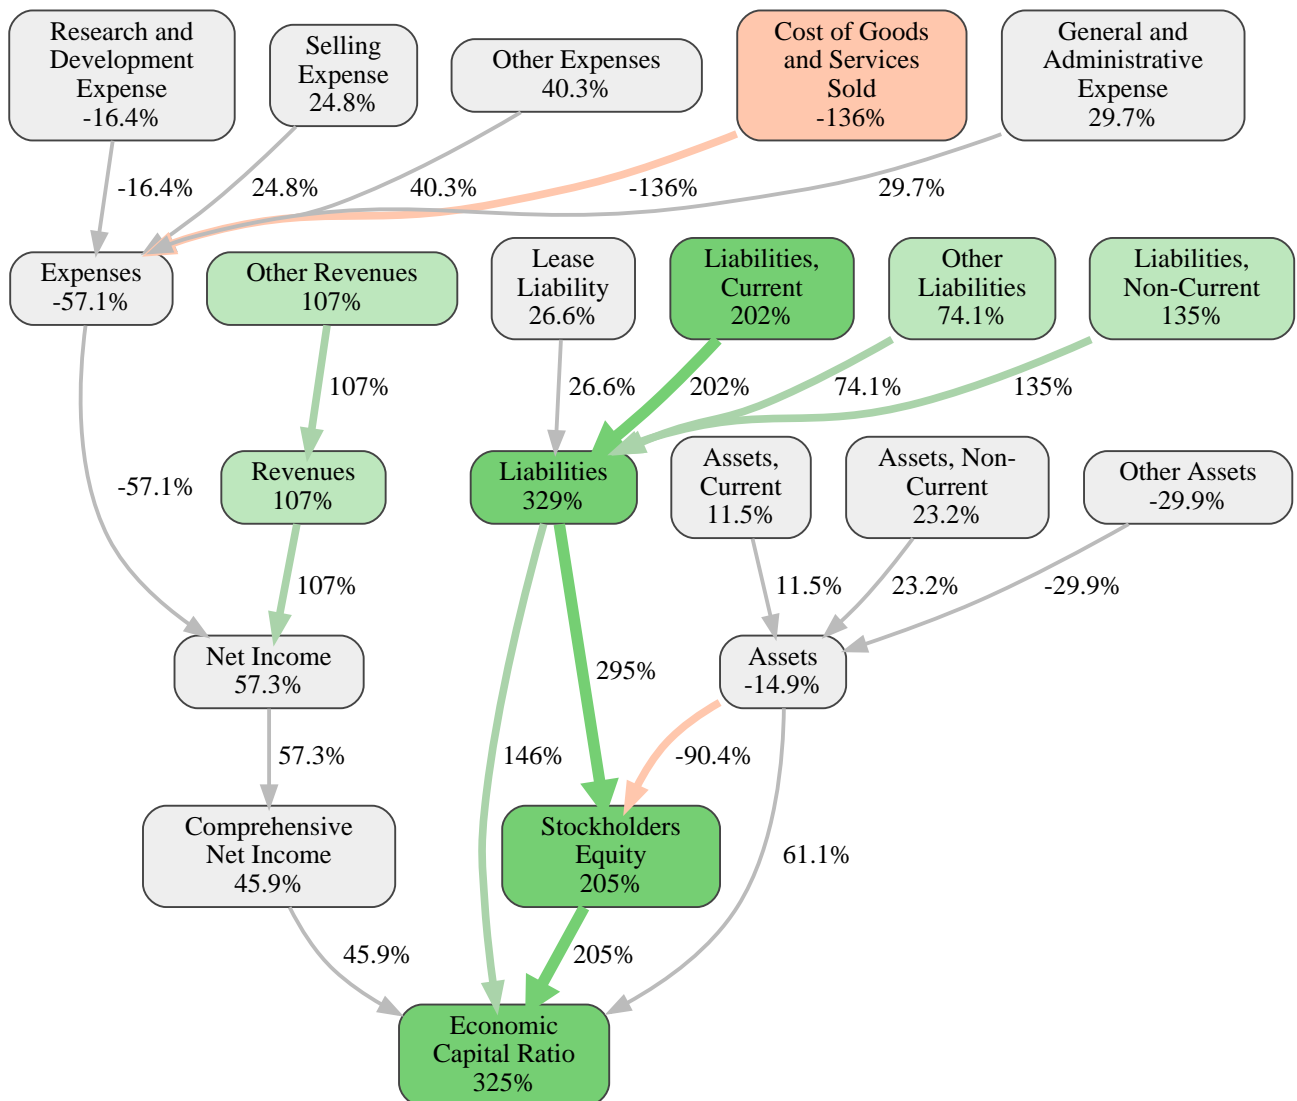 Research and
Development
Expense
-16.4%
Selling
Expense
24.8%
Other Expenses
40.3%
Cost of Goods
and Services
Sold
-136%
General and
Administrative
Expense
29.7%
-16.4%
24.8%
40.3%
-136%
29.7%
Expenses
-57.1%
Other Revenues
107%
Lease
Liability
26.6%
Liabilities,
Current
202%
Other
Liabilities
74.1%
Liabilities,
Non-Current
135%
107%
26.6%
202%
74.1%
135%
-57.1%
Revenues
107%
Liabilities
329%
Assets,
Current
11.5%
Assets, Non-
Current
23.2%
Other Assets
-29.9%
107%
11.5%
23.2%
-29.9%
Net Income
57.3%
295%
Assets
-14.9%
57.3%
146%
-90.4%
Comprehensive
Net Income
45.9%
Stockholders
Equity
205%
61.1%
45.9%
205%
Economic
Capital Ratio
325%